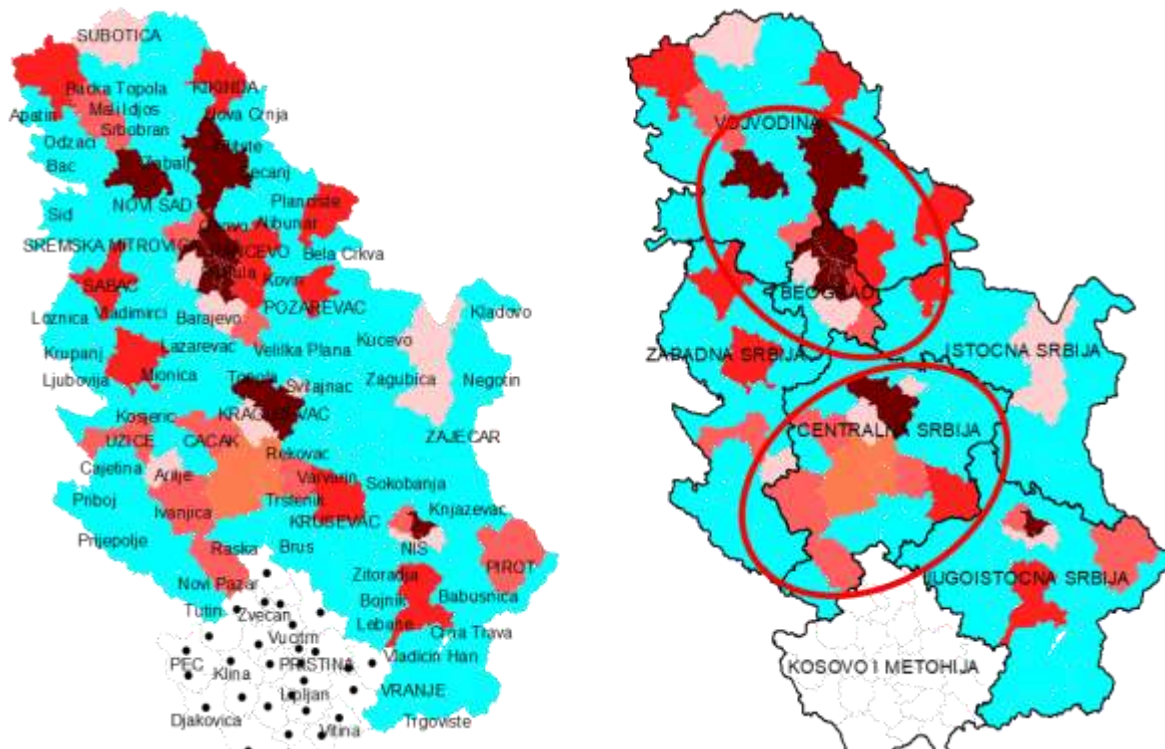 SUBOTICA
Backa Topola
KIKINDA
Mali Idjos
Apatin
Nova Crnja
Srbobran
Odzaci
Bac
Zabalj
NOVI SAD
Sid
Plandiste
Alibunar
SREMSKA MITROVICA
PANCEVO
Bela Crkva
Kovin
SABAC
POZAREVAC
Vladimirci
Loznica
Barajevo
Kladovo
Kucevo
Lazarevac
Velika Plana
Krupanj
Ljubovija
Mionica
Topola
Svilajnac
Zagubica
Negotin
KRAGUJEVAC
Kosjeric
UZICE
CACAK
ZAJECAR
Rekovac
Cajetina
Arilje
Varvarin
Sokobanja
Priboj
Trstenik
Ivanjica
KRUSEVAC
Knjazevac
Prijepolje
Raska
Brus
NIS
PIROT
Novi Pazar
Zitoradja
Tutin
Zvecan
Bojnik
Babusnica
Lebane
Crna Trava
Vucitrn
PEC
Klina
PRISTINA
Vladicin Han
Lipljan
VRANJE
Djakovica
Vitina
Trgoviste
VOJVODINA
BEOGRAD
ZAPADNA SRBIJA
ISTOCNA SRBIJA
CENTRALNA SRBIJA
JUGOISTOCNA SRBIJA
KOSOVO I METOHIJA